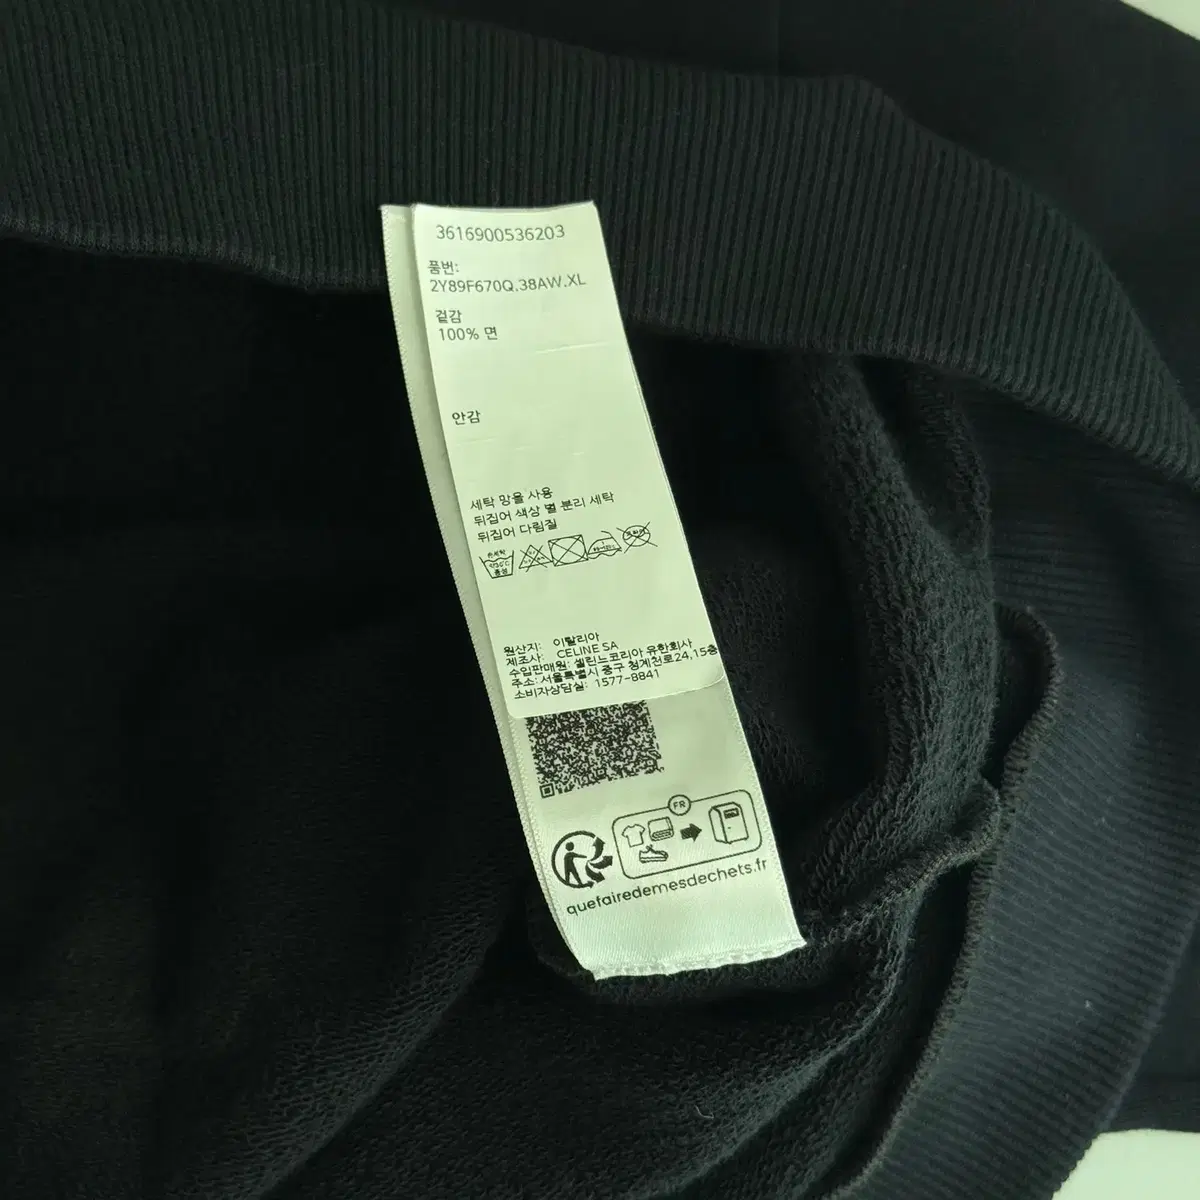 3616900536203
품번:
2Y89F670Q.38AW.XL
겉감
100% 면
안감
세탁 망을 사용
뒤집어 색상 별 분리 세탁
뒤집어 다림질
원산지: 이탈리아
제조사: CELINE SA
수입판매원: 셀린느코리아 유한회사
주소: 서울특별시 중구 청계천로24,15층
소비자상담실: 1577-8841
FR
quefairedemesdechets.fr